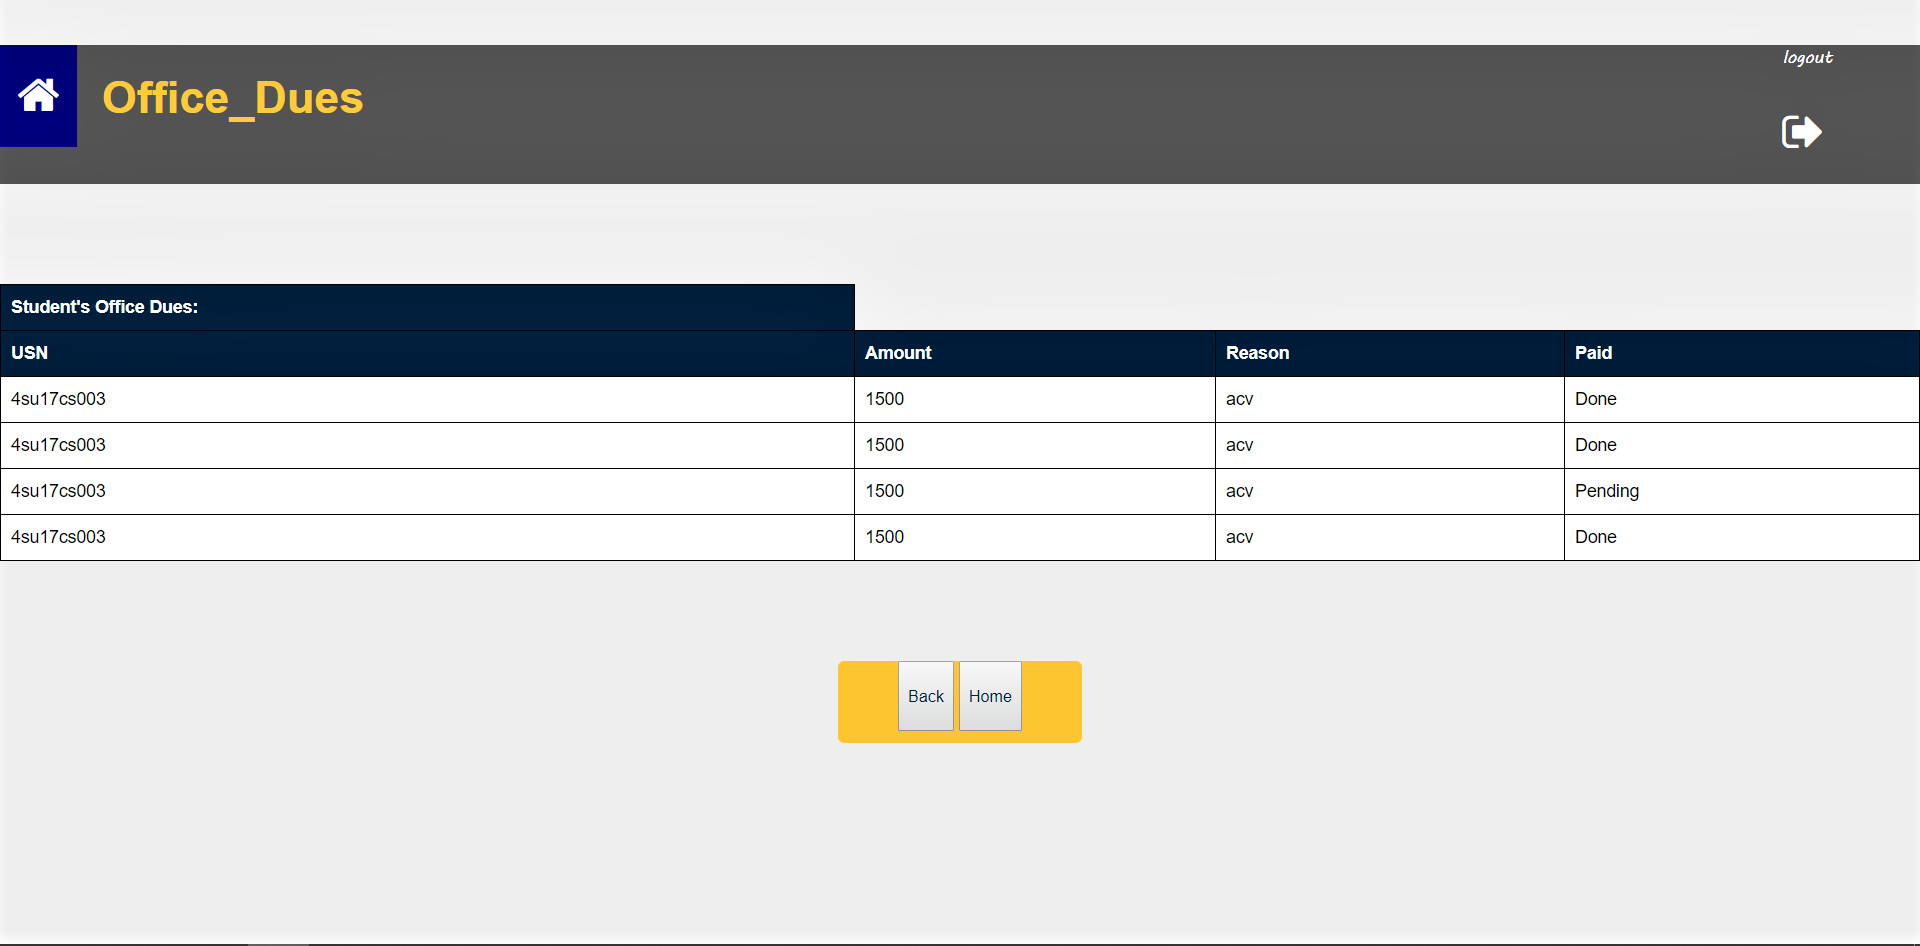 logout
Office_Dues
Student's Office Dues:
USN Amount Reason Paid
4su17cs003 1500 acv Done
4su17cs003 1500 acv Done
4su17cs003 1500 acv Pending
4su17cs003 1500 acv Done
Back Home